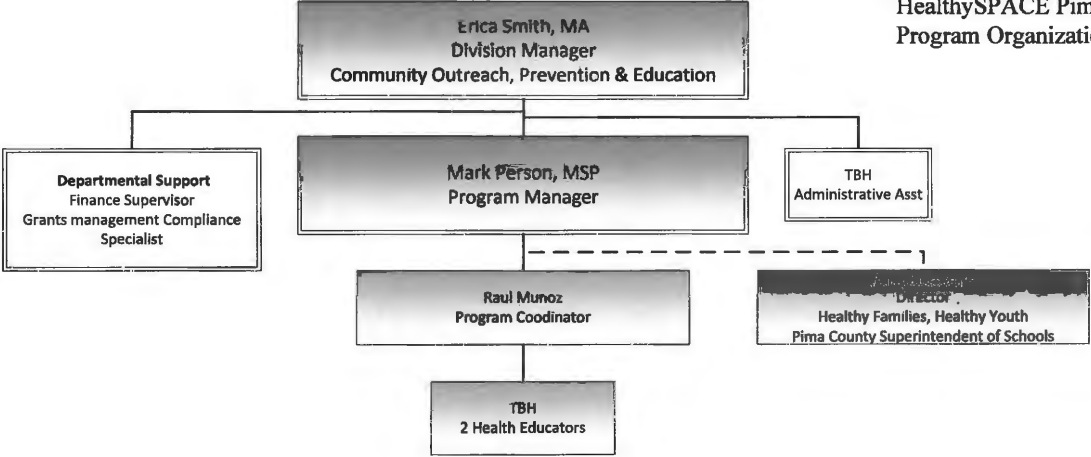 HealthySPACE Pim
Program Organizati
Erica Smith, MA
Division Manager
Community Outreach, Prevention & Education
Departmental Support
Finance Supervisor
Grants management Compliance
Specialist
Mark Person, MSP
Program Manager
TBH
Administrative Asst
Raul Munoz
Program Coodinator
Director
Healthy Families, Healthy Youth
Pima County Superintendent of Schools
TBH
2 Health Educators